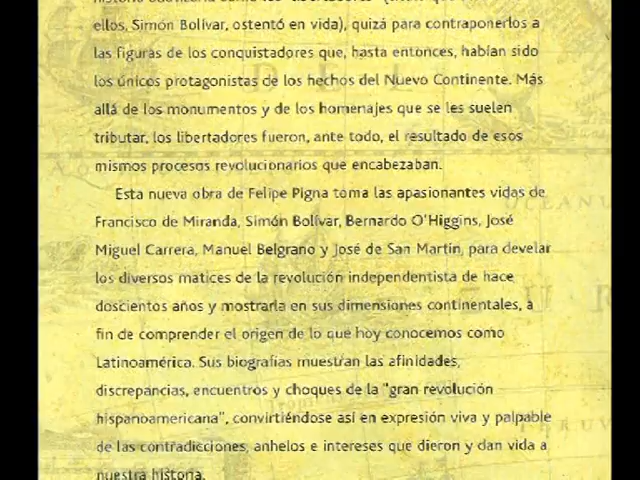 ellos, Simón Bolívar, ostentó en vida), quizá para contraponerlos a
las figuras de los conquistadores que, hasta entonces, habían sido
los únicos protagonistas de los hechos del Nuevo Continente. Más
allá de los monumentos y de los homenajes que se les suelen
tributar, los libertadores fueron, ante todo, el resultado de esos
mismos procesos revolucionarios que encabezaban.
Esta nueva obra de Felipe Pigna toma las apasionantes vidas de
Francisco de Miranda, Simón Bolívar, Bernardo O'Higgins, José
Miguel Carrera, Manuel Belgrano y José de San Martín, para develar
los diversos matices de la revolución independentista de hace
doscientos años y mostrarla en sus dimensiones continentales, a
fin de comprender el origen de lo que hoy conocemos como
Latinoamérica. Sus biografías muestran las afinidades,
discrepancias, encuentros y choques de la "gran revolución
hispanoamericana", convirtiéndose así en expresión viva y palpable
de las contradicciones, anhelos e intereses que dieron y dan vida a
nuestra historia.